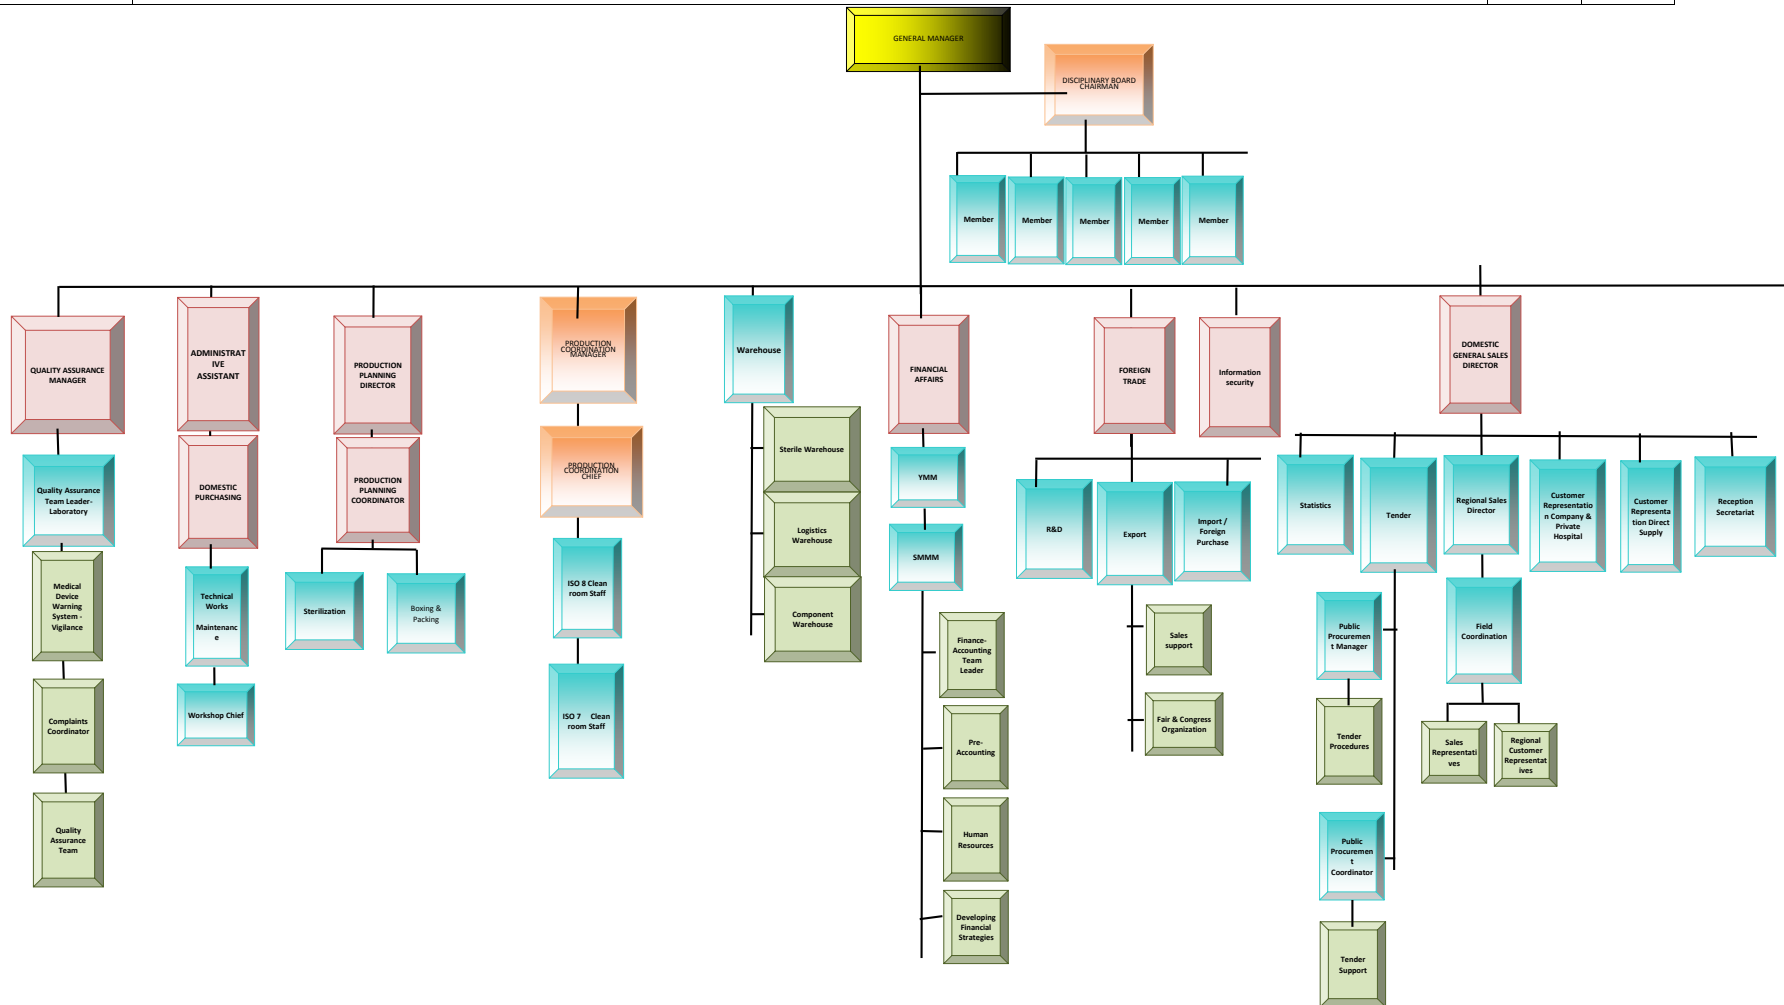 GENERAL MANAGER
DISCIPLINARY BOARD
CHAIRMAN
Member
Member
Member
Member
Member
QUALITY ASSURANCE
MANAGER
ADMINISTRAT
IVE
ASSISTANT
PRODUCTION
PLANNING
DIRECTOR
PRODUCTION
COORDINATION
MANAGER
Warehouse
FINANCIAL
AFFAIRS
FOREIGN
TRADE
Information
security
DOMESTIC
GENERAL SALES
DIRECTOR
Quality Assurance
Team Leader-
Laboratory
DOMESTIC
PURCHASING
PRODUCTION
PLANNING
COORDINATOR
PRODUCTION
COORDINATION
CHIEF
Sterile Warehouse
Logistics
Warehouse
Component
Warehouse
YMM
SMMM
R&D
Export
Import /
Foreign
Purchase
Statistics
Tender
Regional Sales
Director
Customer
Representatio
n Company &
Private
Hospital
Customer
Representa
tion Direct
Supply
Reception
Secretariat
Medical
Device
Warning
System -
Vigilance
Technical
Works
Maintenanc
e
Sterilization
Boxing &
Packing
ISO 8 Clean
room Staff
Finance-
Accounting
Team
Leader
Sales
support
Public
Procuremen
t Manager
Field
Coordination
Complaints
Coordinator
Workshop Chief
ISO 7 Clean
room Staff
Pre-
Accounting
Fair & Congress
Organization
Tender
Procedures
Sales
Representati
ves
Regional
Customer
Representat
ives
Quality
Assurance
Team
Human
Resources
Public
Procuremen
t
Coordinator
Developing
Financial
Strategies
Tender
Support